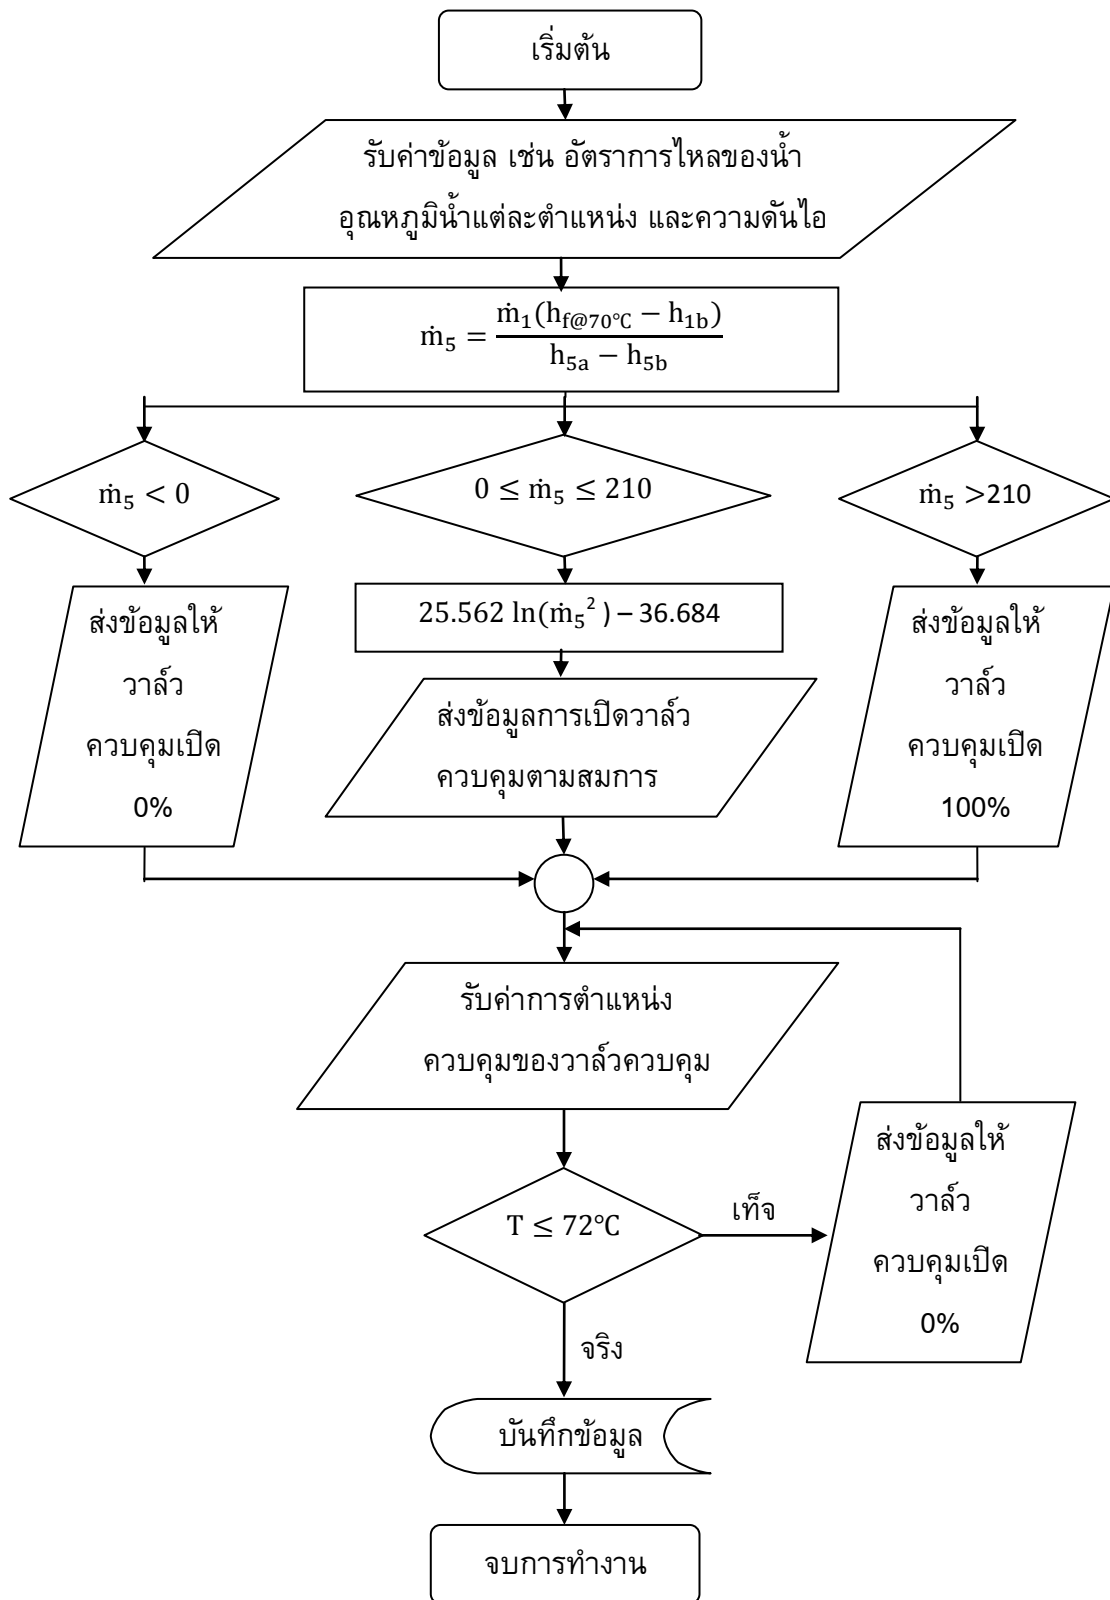 เริ่มต้น
รับค่าข้อมูล เช่น อัตราการไหลของน้ำ
อุณหภูมิน้ำแต่ละตำแหน่ง และความดันไอ
ṁ₅ = ṁ₁(h_f@70℃ − h₁b) / (h₅a − h₅b)
ṁ₅ < 0
0 ≤ ṁ₅ ≤ 210
ṁ₅ >210
ส่งข้อมูลให้
วาล์ว
ควบคุมเปิด
0%
25.562 ln(ṁ₅² ) – 36.684
ส่งข้อมูลการเปิดวาล์ว
ควบคุมตามสมการ
ส่งข้อมูลให้
วาล์ว
ควบคุมเปิด
100%
รับค่าการตำแหน่ง
ควบคุมของวาล์วควบคุม
T ≤ 72℃
เท็จ
ส่งข้อมูลให้
วาล์ว
ควบคุมเปิด
0%
จริง
บันทึกข้อมูล
จบการทำงาน